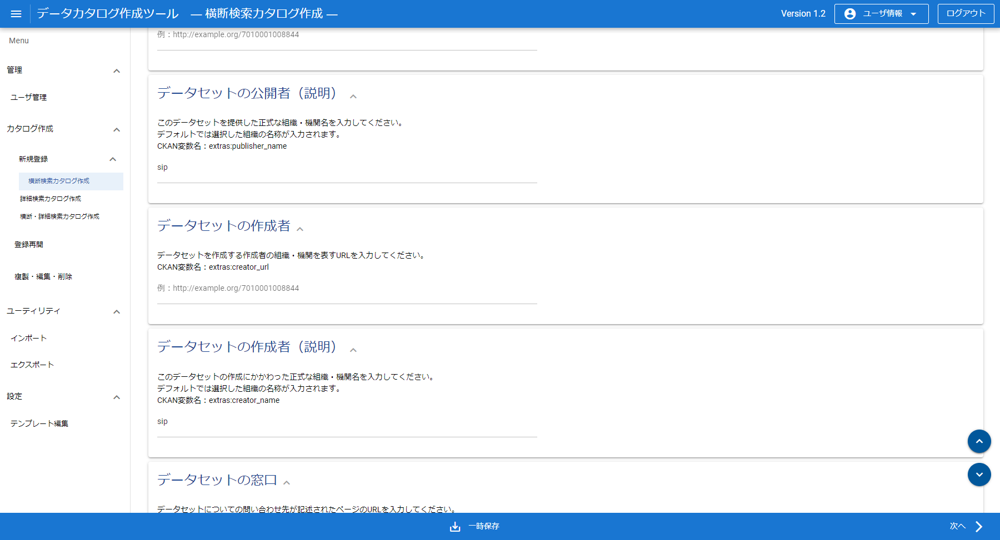 データカタログ作成ツール ― 横断検索カタログ作成 ―
Version 1.2
ユーザ情報
ログアウト
Menu
管理
ユーザ管理
カタログ作成
新規登録
横断検索カタログ作成
詳細検索カタログ作成
横断・詳細検索カタログ作成
登録再開
複製・編集・削除
ユーティリティ
インポート
エクスポート
設定
テンプレート編集
例：http://example.org/7010001008844
データセットの公開者（説明）
このデータセットを提供した正式な組織・機関名を入力してください。
デフォルトでは選択した組織の名称が入力されます。
CKAN変数名：extras:publisher_name
sip
データセットの作成者
データセットを作成する作成者の組織・機関を表すURLを入力してください。
CKAN変数名：extras:creator_url
例：http://example.org/7010001008844
データセットの作成者（説明）
このデータセットの作成にかかわった正式な組織・機関名を入力してください。
デフォルトでは選択した組織の名称が入力されます。
CKAN変数名：extras:creator_name
sip
データセットの窓口
データセットについての問い合わせ先が記述されたページのURLを入力してください。
一時保存
次へ